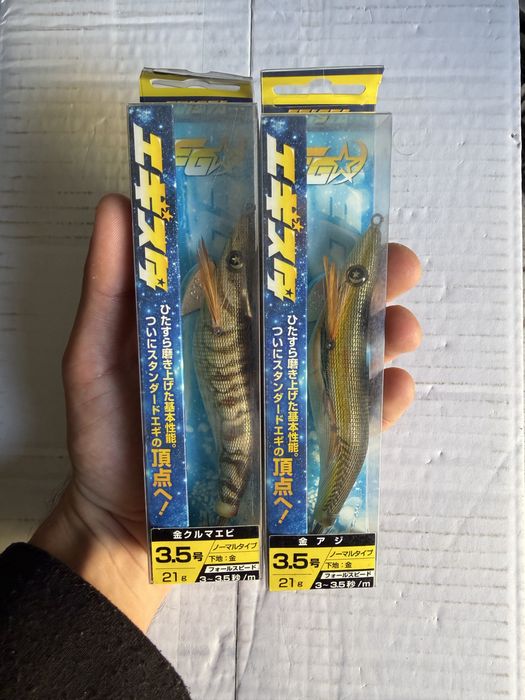 エギスタ
ひたすら磨き上げた基本性能。
ついにスタンダードエギの頂点へ!
金クルマエビ
3.5号
ノーマルタイプ
下地:金
21g
フォールスピード
3〜3.5秒/m
EG
エギスタ
ひたすら磨き上げた基本性能。
ついにスタンダードエギの頂点へ!
金アジ
3.5号
ノーマルタイプ
下地:金
21g
フォールスピード
3〜3.5秒/m